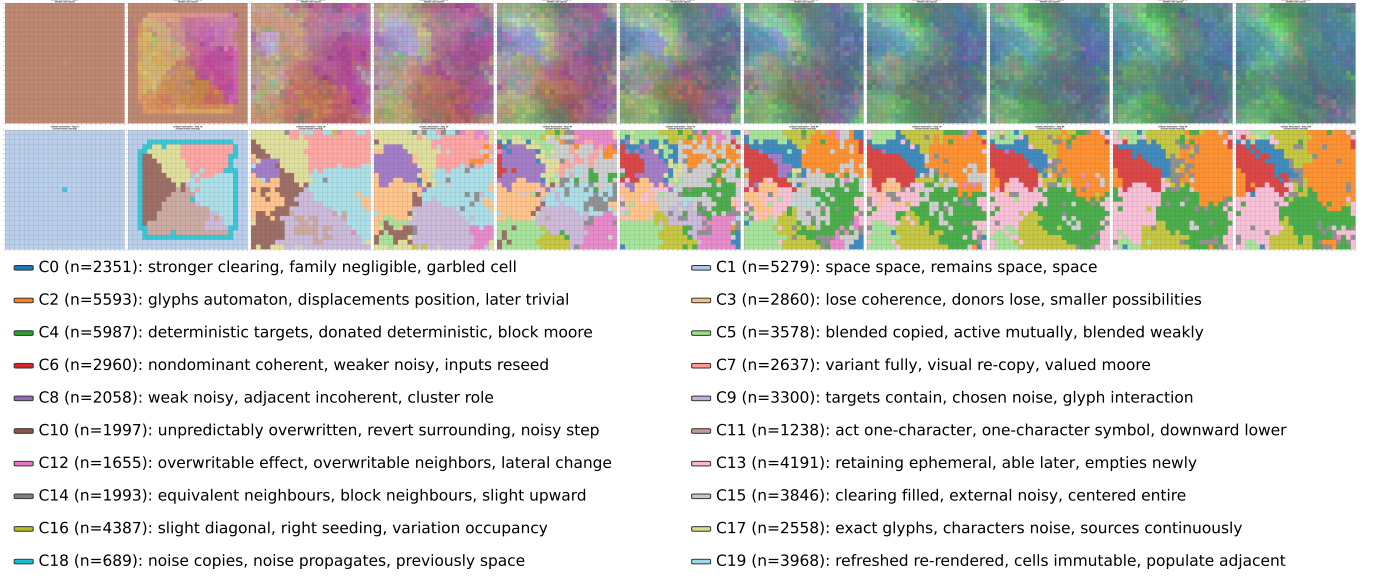 C0 (n=2351): stronger clearing, family negligible, garbled cell
C1 (n=5279): space space, remains space, space
C2 (n=5593): glyphs automaton, displacements position, later trivial
C3 (n=2860): lose coherence, donors lose, smaller possibilities
C4 (n=5987): deterministic targets, donated deterministic, block moore
C5 (n=3578): blended copied, active mutually, blended weakly
C6 (n=2960): nondominant coherent, weaker noisy, inputs reseed
C7 (n=2637): variant fully, visual re-copy, valued moore
C8 (n=2058): weak noisy, adjacent incoherent, cluster role
C9 (n=3300): targets contain, chosen noise, glyph interaction
C10 (n=1997): unpredictably overwritten, revert surrounding, noisy step
C11 (n=1238): act one-character, one-character symbol, downward lower
C12 (n=1655): overwritable effect, overwritable neighbors, lateral change
C13 (n=4191): retaining ephemeral, able later, empties newly
C14 (n=1993): equivalent neighbours, block neighbours, slight upward
C15 (n=3846): clearing filled, external noisy, centered entire
C16 (n=4387): slight diagonal, right seeding, variation occupancy
C17 (n=2558): exact glyphs, characters noise, sources continuously
C18 (n=689): noise copies, noise propagates, previously space
C19 (n=3968): refreshed re-rendered, cells immutable, populate adjacent